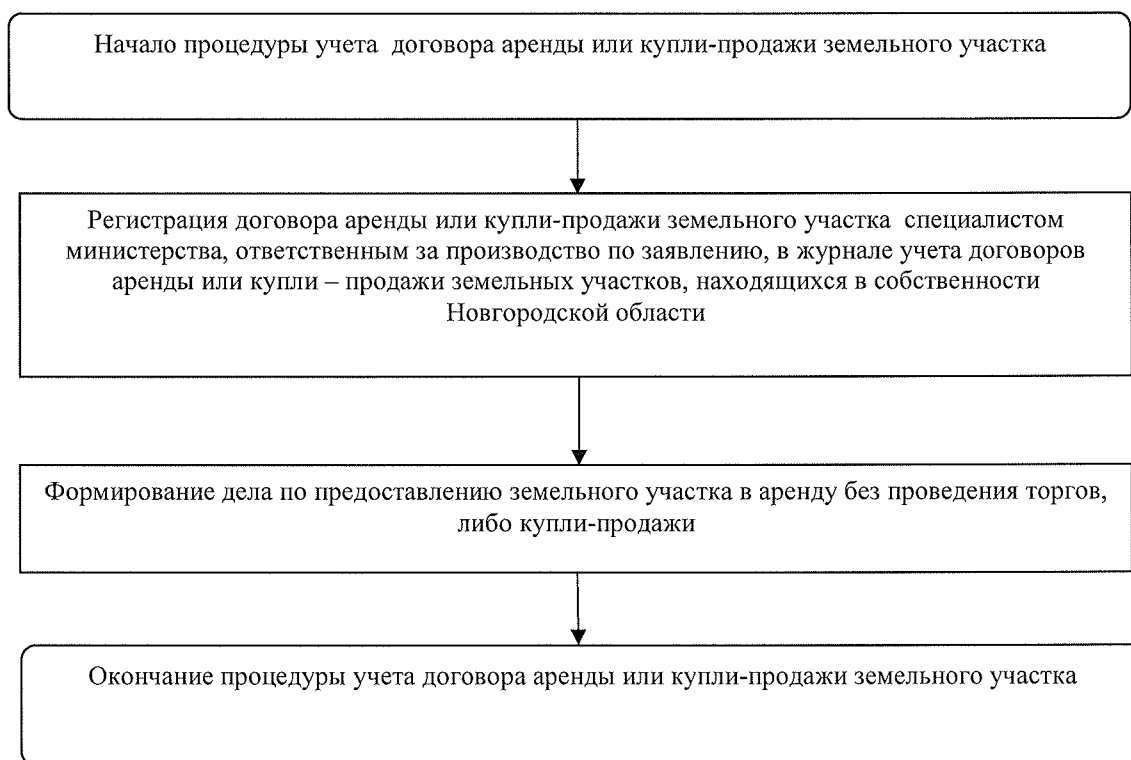 Начало процедуры учета договора аренды или купли-продажи земельного участка
Регистрация договора аренды или купли-продажи земельного участка специалистом
министерства, ответственным за производство по заявлению, в журнале учета договоров
аренды или купли – продажи земельных участков, находящихся в собственности
Новгородской области
Формирование дела по предоставлению земельного участка в аренду без проведения торгов,
либо купли-продажи
Окончание процедуры учета договора аренды или купли-продажи земельного участка